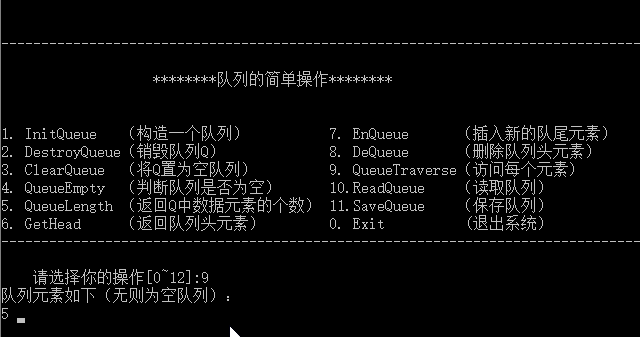 ------------------------------------------------------------------------------
********队列的简单操作********
1. InitQueue （构造一个队列） 7. EnQueue （插入新的队尾元素）
2. DestroyQueue（销毁队列Q） 8. DeQueue （删除队列头元素）
3. ClearQueue （将Q置为空队列） 9. QueueTraverse（访问每个元素）
4. QueueEmpty （判断队列是否为空） 10.ReadQueue （读取队列）
5. QueueLength （返回Q中数据元素的个数） 11.SaveQueue （保存队列）
6. GetHead （返回队列头元素） 0. Exit （退出系统）
------------------------------------------------------------------------------
请选择你的操作[0~12]:9
队列元素如下（无则为空队列）：
5